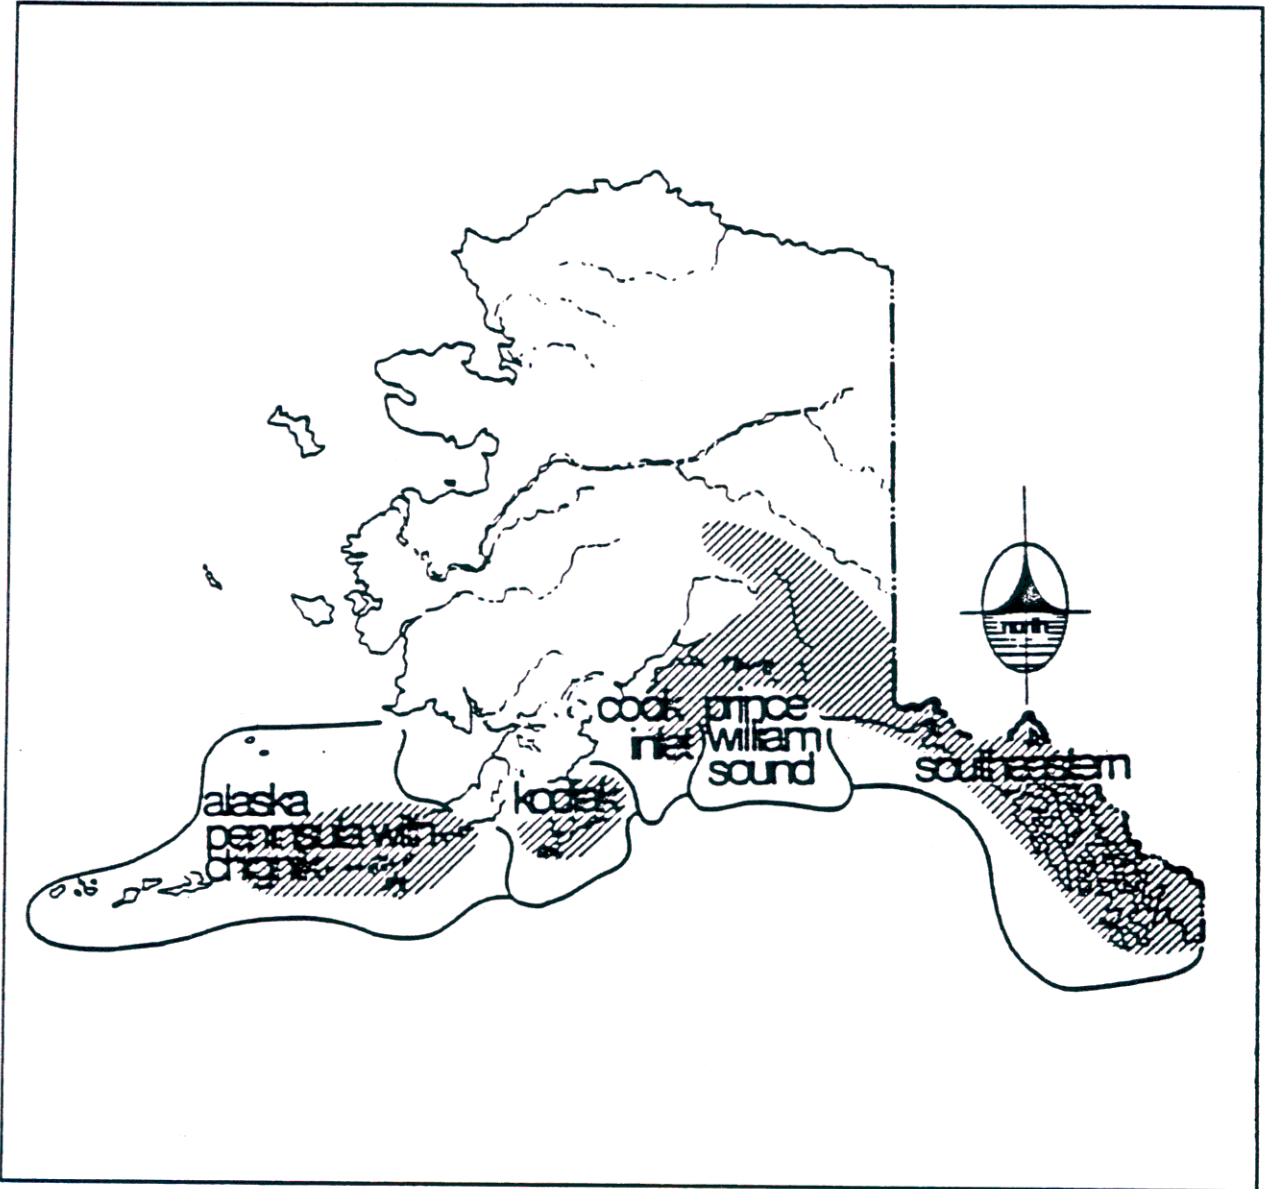 north
cook
inlet
prince
william
sound
southeastern
kodiak
alaska
peninsula with
chignik